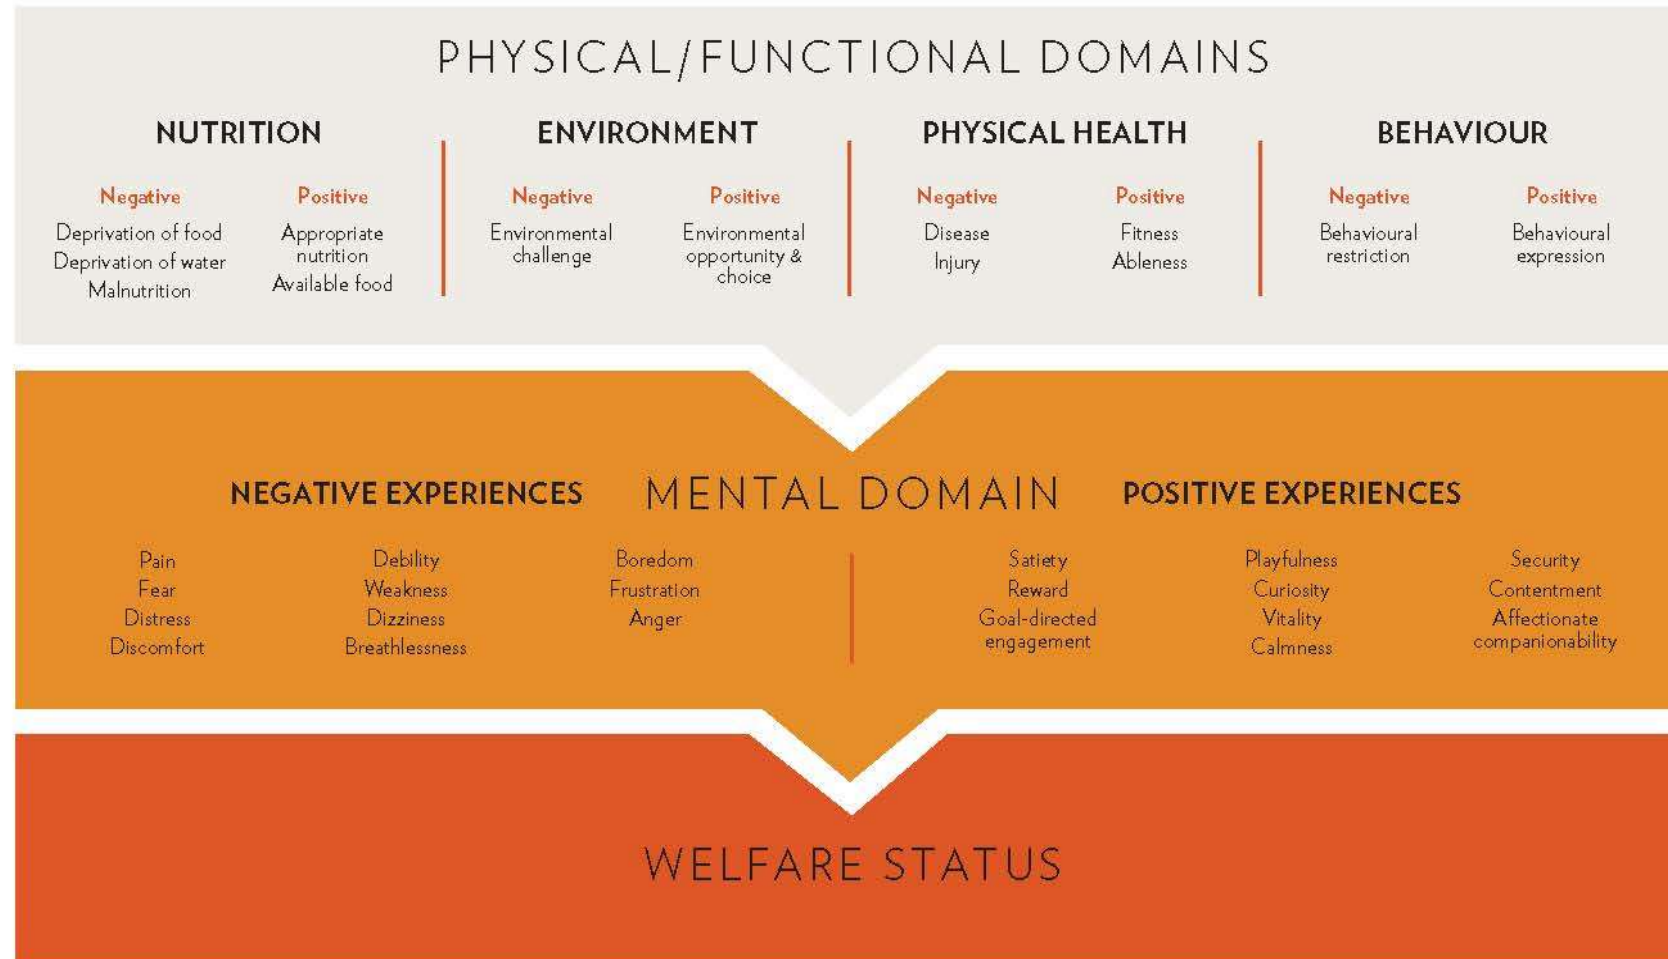 PHYSICAL/FUNCTIONAL DOMAINS
NUTRITION
Negative
Deprivation of food
Deprivation of water
Malnutrition
Positive
Appropriate
nutrition
Available food
ENVIRONMENT
Negative
Environmental
challenge
Positive
Environmental
opportunity &
choice
PHYSICAL HEALTH
Negative
Disease
Injury
Positive
Fitness
Ableness
BEHAVIOUR
Negative
Behavioural
restriction
Positive
Behavioural
expression
MENTAL DOMAIN
NEGATIVE EXPERIENCES
Pain
Fear
Distress
Discomfort
Debility
Weakness
Dizziness
Breathlessness
Boredom
Frustration
Anger
POSITIVE EXPERIENCES
Satiety
Reward
Goal-directed
engagement
Playfulness
Curiosity
Vitality
Calmness
Security
Contentment
Affectionate
companionability
WELFARE STATUS